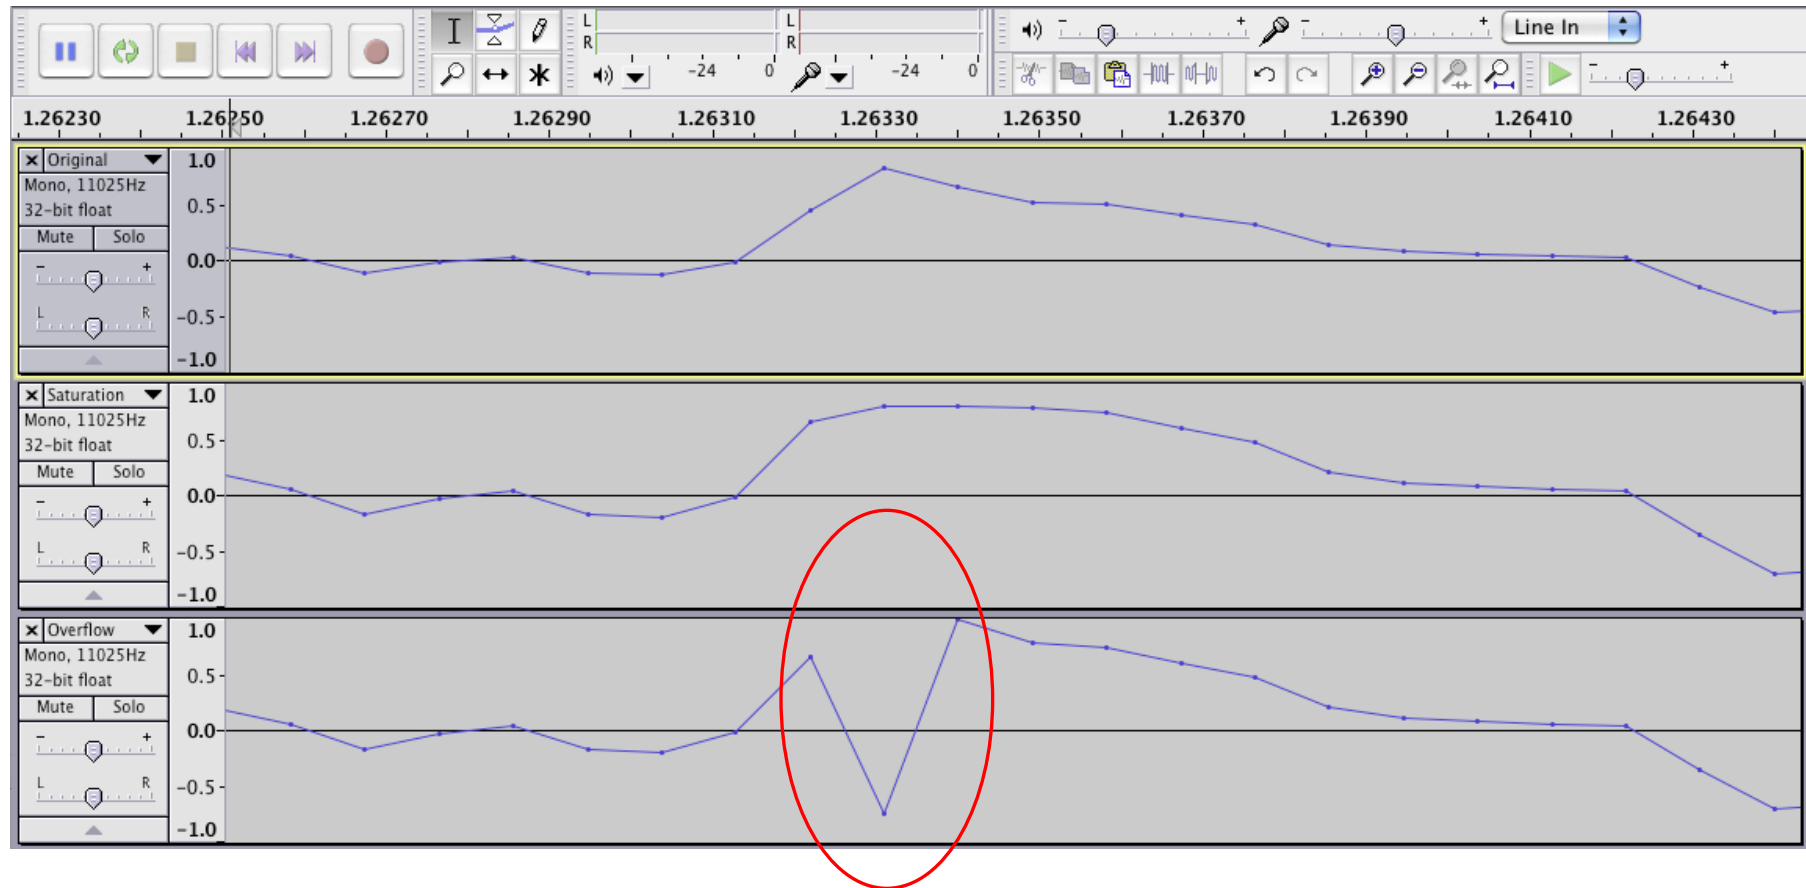 L
R
-24 0
L
R
-24 0
- +
- +
Line In
- +
1.26230 1.26250 1.26270 1.26290 1.26310 1.26330 1.26350 1.26370 1.26390 1.26410 1.26430
× Original
Mono, 11025Hz
32-bit float
Mute Solo
- +
L R
1.0
0.5-
0.0-
-0.5-
-1.0
× Saturation
Mono, 11025Hz
32-bit float
Mute Solo
- +
L R
1.0
0.5-
0.0-
-0.5-
-1.0
× Overflow
Mono, 11025Hz
32-bit float
Mute Solo
- +
L R
1.0
0.5-
0.0-
-0.5-
-1.0